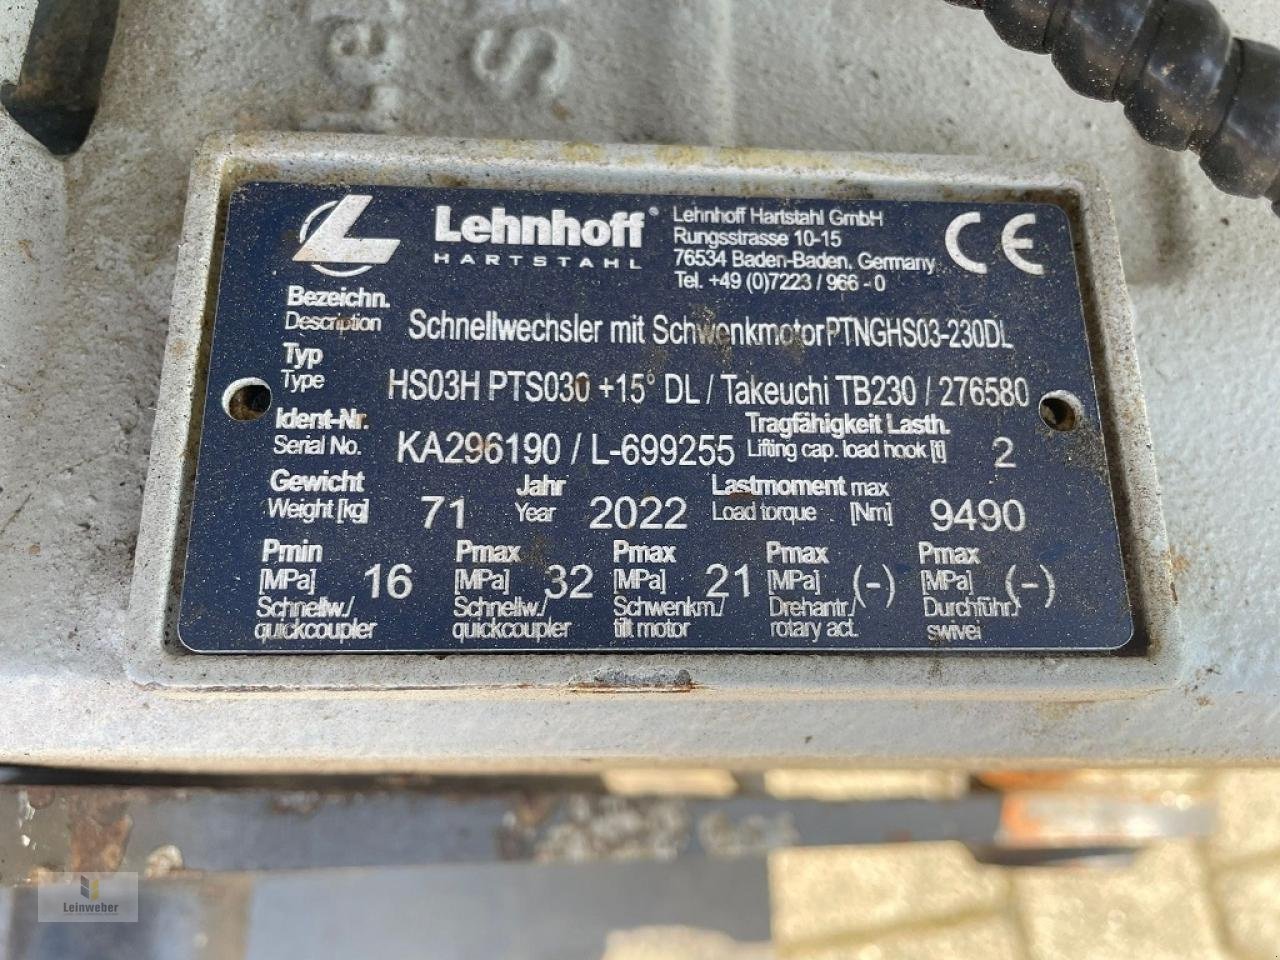 Lehnhoff®
HARTSTAHL
Lehnhoff Hartstahl GmbH
Rungsstrasse 10-15
76534 Baden-Baden, Germany
Tel. +49 (0)7223 / 966 - 0
CE
Bezeichn.
Description Schnellwechsler mit SchwenkmotorPTNGHS03-230DL
Typ
Type HS03H PTS030 +15° DL / Takeuchi TB230 / 276580
Ident-Nr.
Serial No. KA296190 / L-699255
Tragfähigkeit Lasth.
Lifting cap. load hook [t] 2
Gewicht
Weight [kg] 71
Jahr
Year 2022
Lastmoment max
Load torque [Nm] 9490
Pmin
[MPa] 16
Schnellw./
quickcoupler
Pmax
[MPa] 32
Schnellw./
quickcoupler
Pmax
[MPa] 21
Schwenkm./
tilt motor
Pmax
[MPa] (-)
Drehantr./
rotary act.
Pmax
[MPa] (-)
Durchführ./
swivel
Leinweber